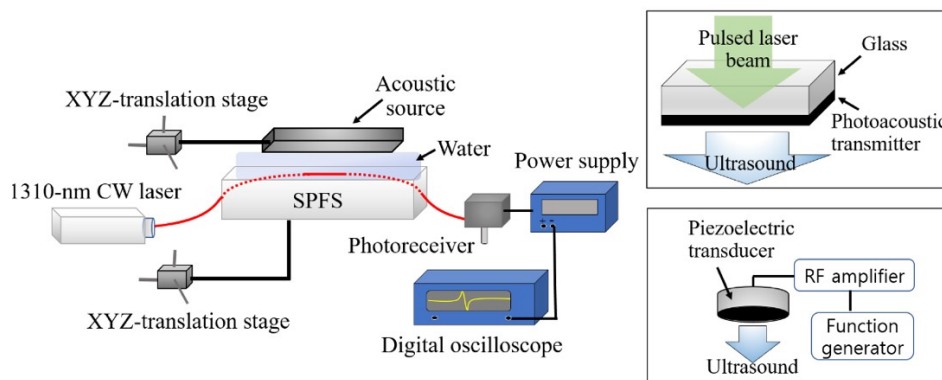 XYZ-translation stage
Acoustic
source
Water
Power supply
1310-nm CW laser
SPFS
Photoreceiver
XYZ-translation stage
Digital oscilloscope
Pulsed laser
beam
Glass
Photoacoustic
transmitter
Ultrasound
Piezoelectric
transducer
RF amplifier
Function
generator
Ultrasound